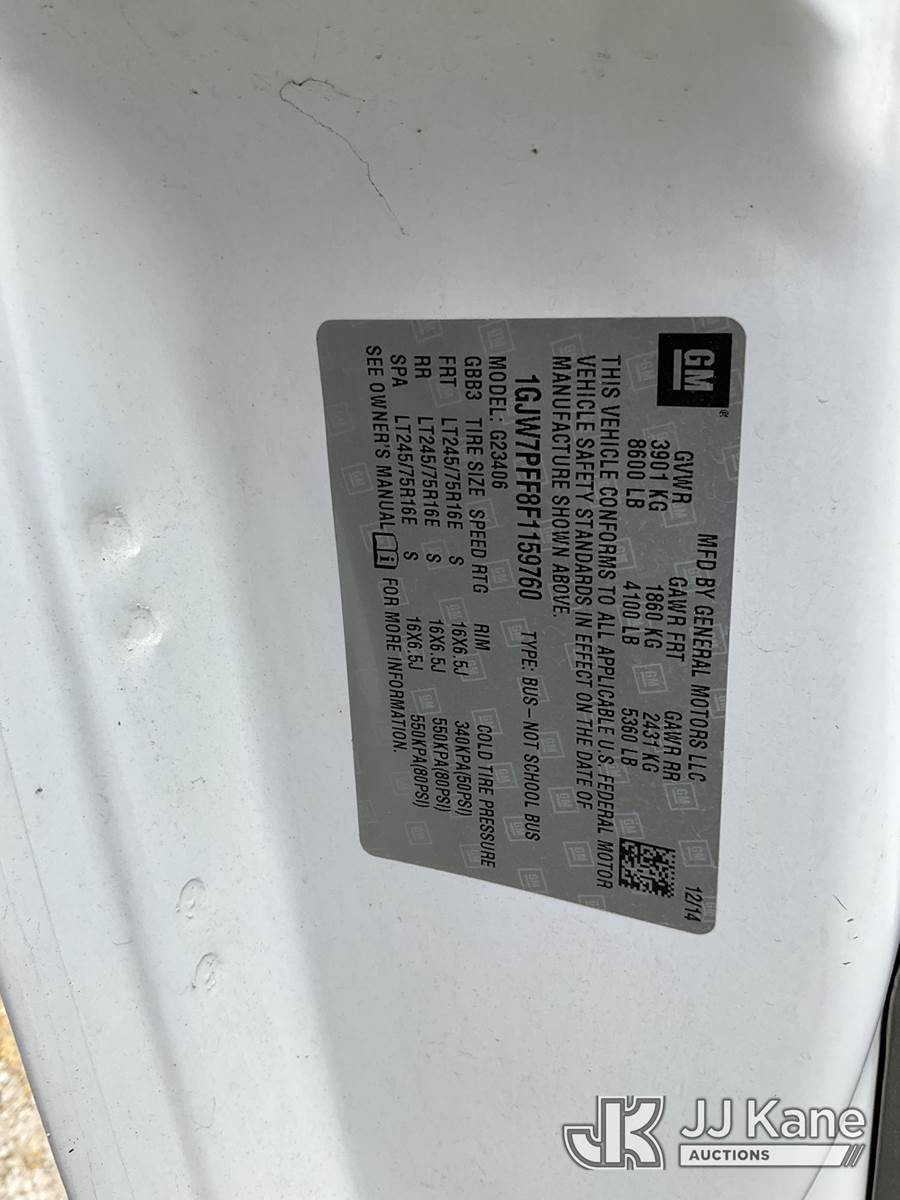 GM®
MFD BY GENERAL MOTORS LLC 12/14
GVWR GAWR FRT GAWR RR
3901 KG 1860 KG 2431 KG
8600 LB 4100 LB 5360 LB
THIS VEHICLE CONFORMS TO ALL APPLICABLE U.S. FEDERAL MOTOR
VEHICLE SAFETY STANDARDS IN EFFECT ON THE DATE OF
MANUFACTURE SHOWN ABOVE.
1GJW7PFF8F1159760 TYPE: BUS–NOT SCHOOL BUS
MODEL: G23406
GBB3 TIRE SIZE SPEED RTG RIM COLD TIRE PRESSURE
FRT LT245/75R16E S 16X6.5J 340KPA(50PSI)
RR LT245/75R16E S 16X6.5J 550KPA(80PSI)
SPA LT245/75R16E S 16X6.5J 550KPA(80PSI)
SEE OWNER'S MANUAL i FOR MORE INFORMATION.
JK JJ Kane
AUCTIONS